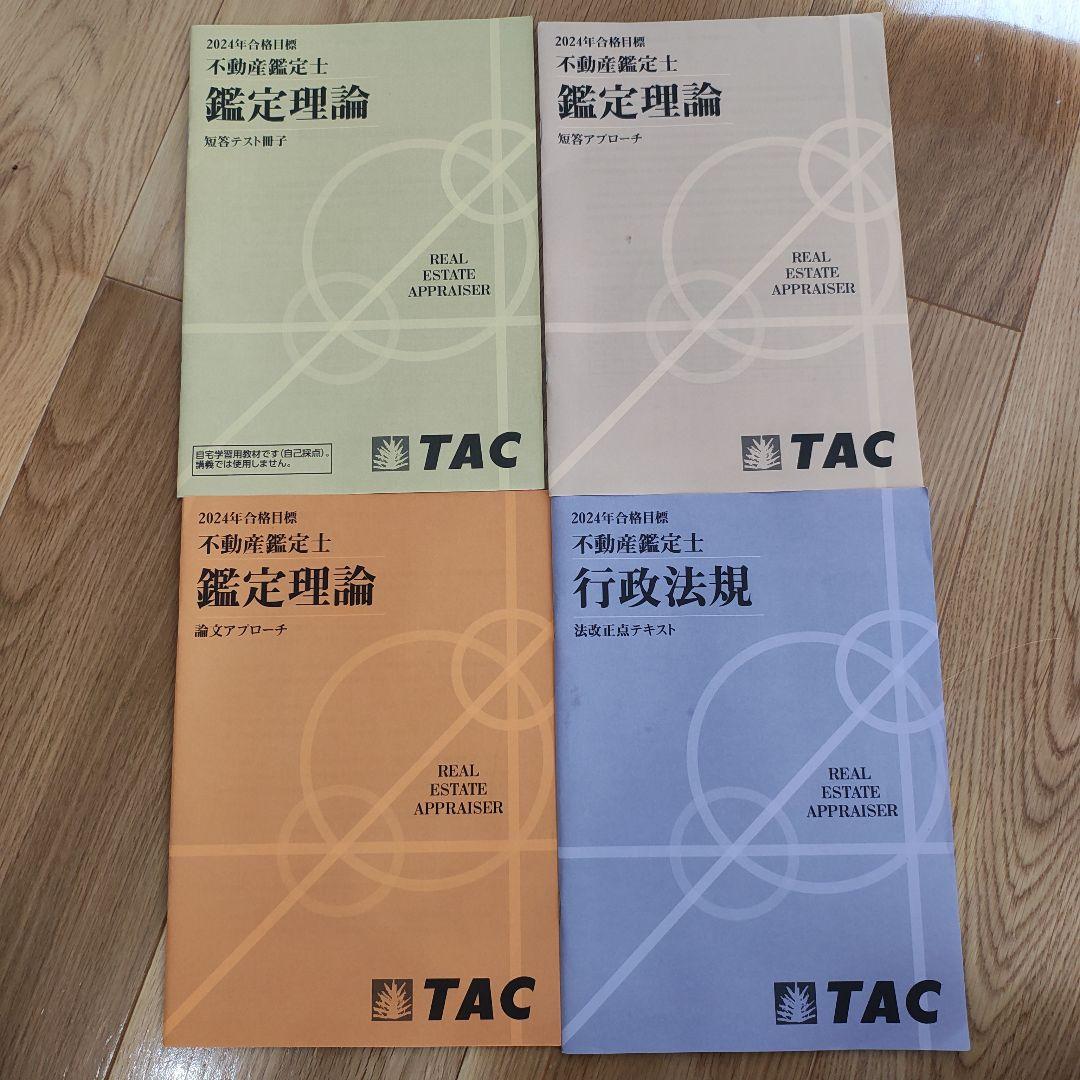 2024年合格目標
不動産鑑定士
鑑定理論
短答テスト冊子
REAL
ESTATE
APPRAISER
自宅学習用教材です(自己採点)。
講義では使用しません。
TAC
2024年合格目標
不動産鑑定士
鑑定理論
短答アプローチ
REAL
ESTATE
APPRAISER
TAC
2024年合格目標
不動産鑑定士
鑑定理論
論文アプローチ
REAL
ESTATE
APPRAISER
TAC
2024年合格目標
不動産鑑定士
行政法規
法改正点テキスト
REAL
ESTATE
APPRAISER
TAC